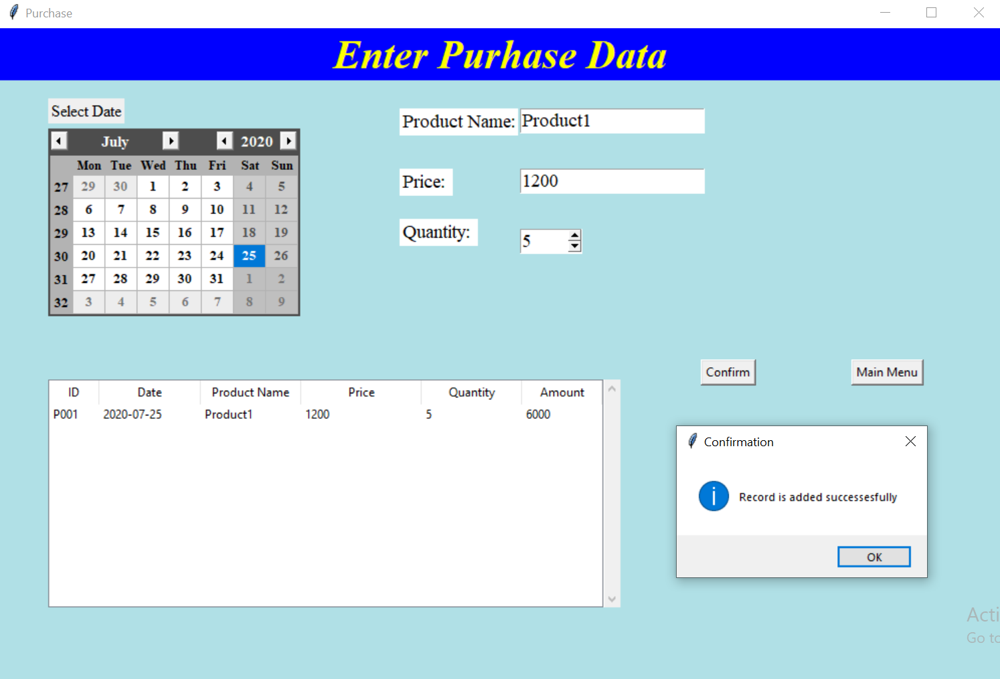 Purchase
Enter Purhase Data
Select Date
July 2020
Mon Tue Wed Thu Fri Sat Sun
27 29 30 1 2 3 4 5
28 6 7 8 9 10 11 12
29 13 14 15 16 17 18 19
30 20 21 22 23 24 25 26
31 27 28 29 30 31 1 2
32 3 4 5 6 7 8 9
Product Name: Product1
Price: 1200
Quantity: 5
Confirm Main Menu
ID Date Product Name Price Quantity Amount
P001 2020-07-25 Product1 1200 5 6000
Confirmation
Record is added successesfully
OK
Acti
Go to